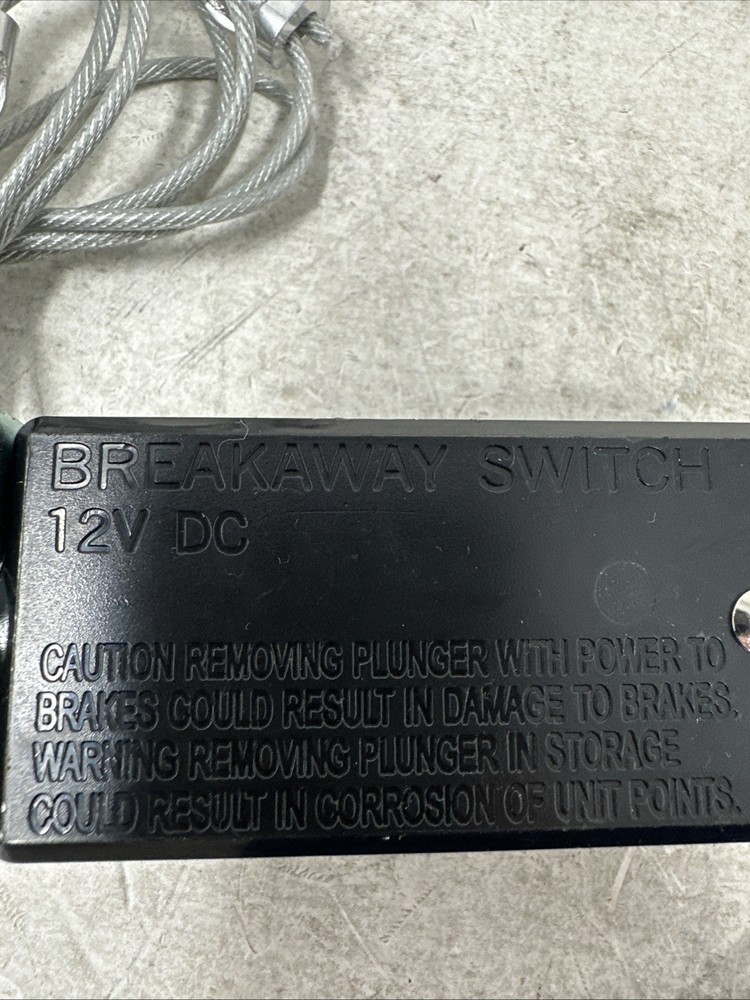 BREAKAWAY SWITCH
12V DC
CAUTION REMOVING PLUNGER WITH POWER TO
BRAKES COULD RESULT IN DAMAGE TO BRAKES.
WARNING REMOVING PLUNGER IN STORAGE
COULD RESULT IN CORROSION OF UNIT POINTS.